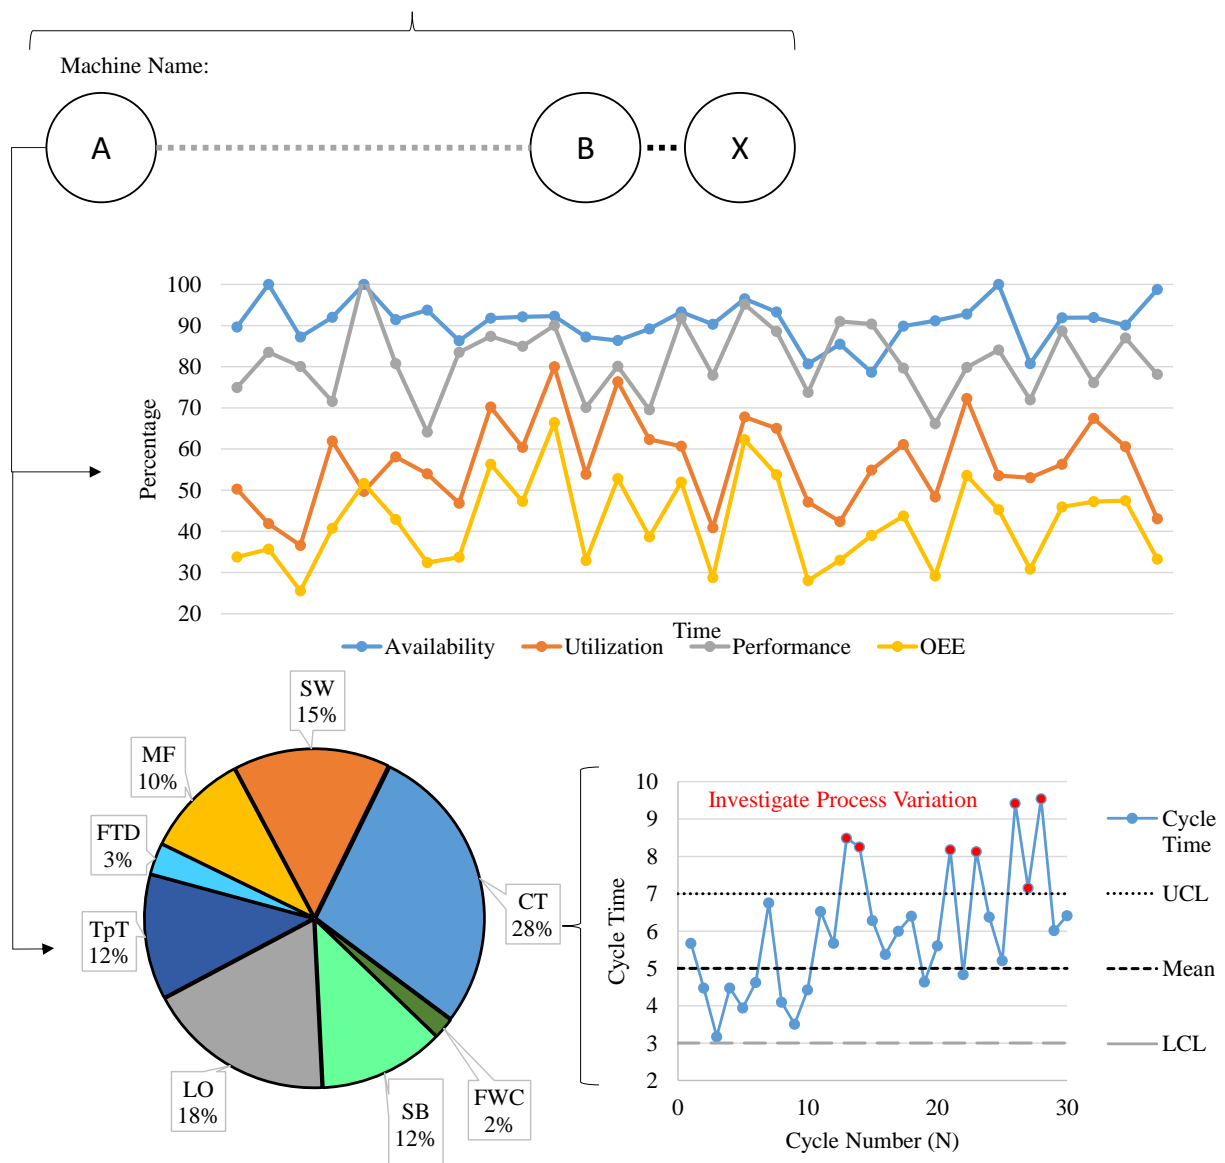 Machine Name:
A
B
X
100
90
80
70
60
50
40
30
20
Percentage
Time
Availability
Utilization
Performance
OEE
SW
15%
MF
10%
FTD
3%
TpT
12%
LO
18%
SB
12%
FWC
2%
CT
28%
Investigate Process Variation
10
9
8
7
6
5
4
3
2
Cycle Time
0
10
20
30
Cycle Number (N)
Cycle
Time
UCL
Mean
LCL